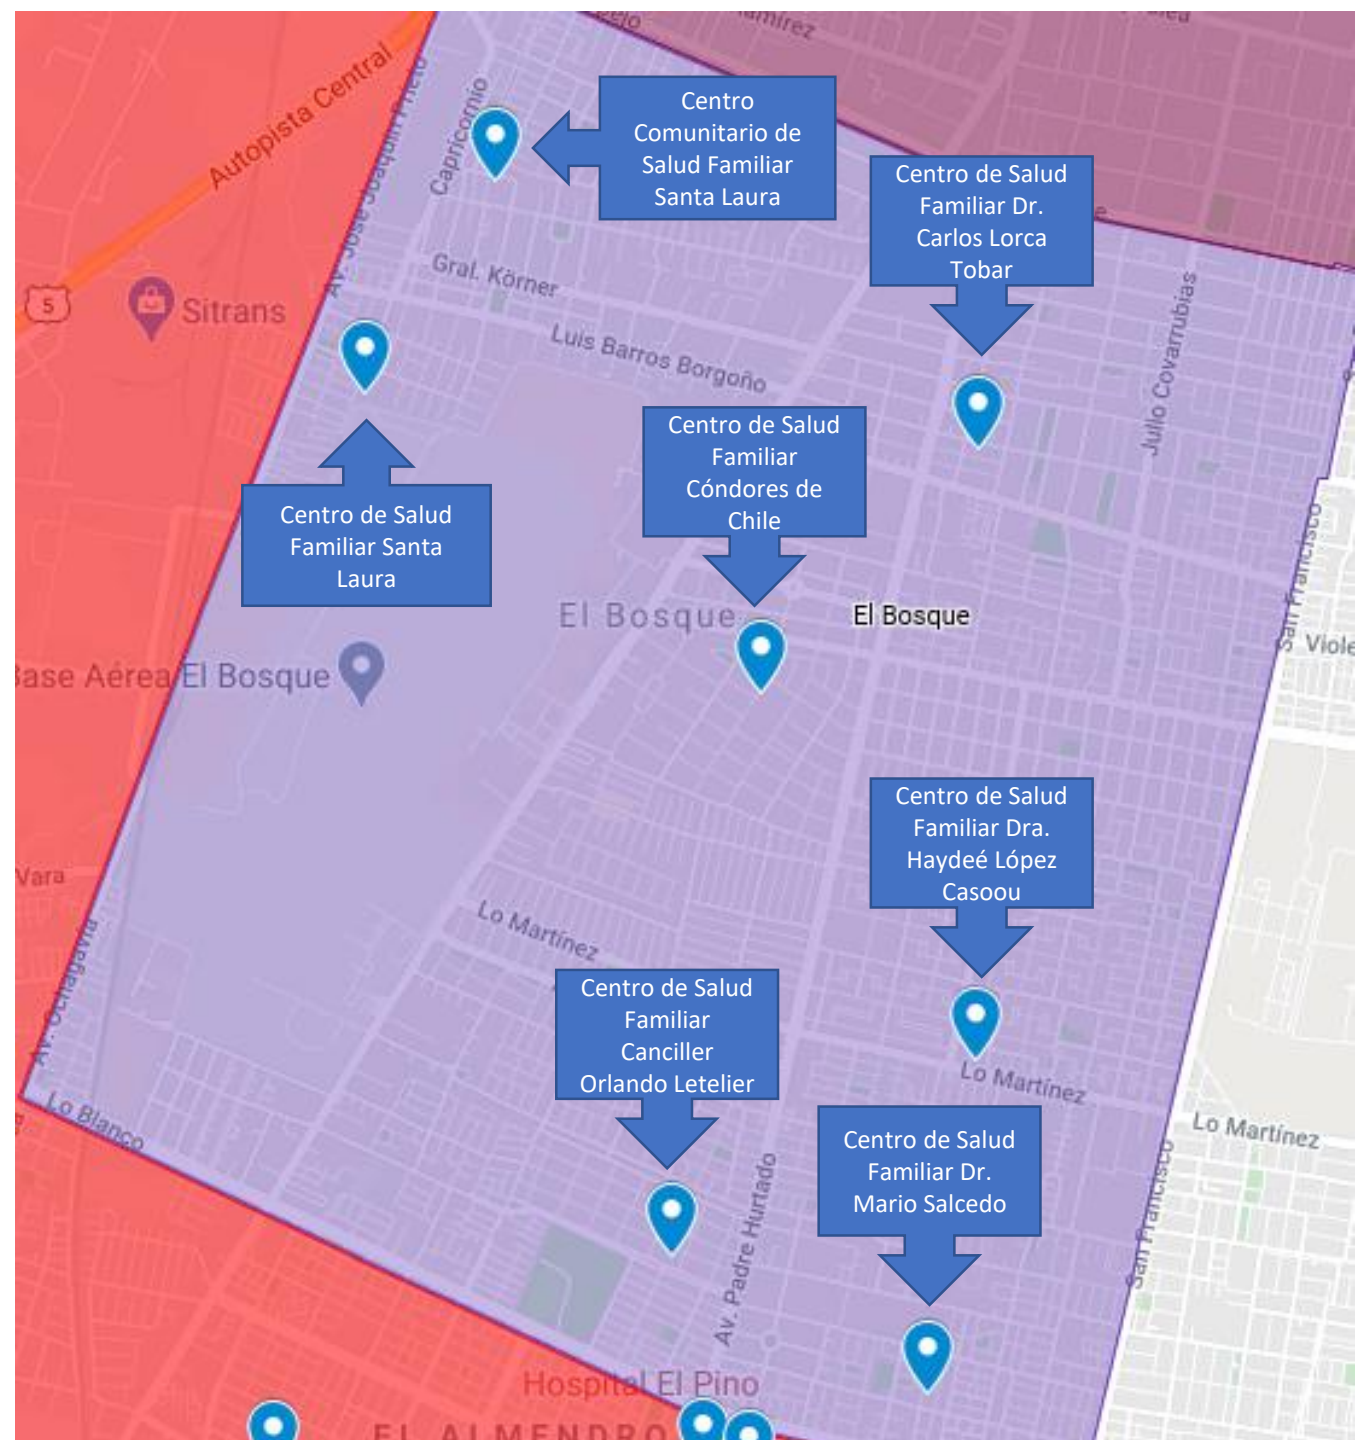 Ramírez
Autopista Central
Capricornio
Av. José Joaquín Prieto
Centro
Comunitario de
Salud Familiar
Santa Laura
Centro de Salud
Familiar Dr.
Carlos Lorca
Tobar
Gral. Körner
5
Sitrans
Luis Barros Borgoño
Julio Covarrubias
Centro de Salud
Familiar
Cóndores de
Chile
Centro de Salud
Familiar Santa
Laura
San Francisco
El Bosque
El Bosque
Viole
Base Aérea El Bosque
Centro de Salud
Familiar Dra.
Haydeé López
Casoou
Vara
Lo Martínez
Av. Ochagavía
Centro de Salud
Familiar
Canciller
Orlando Letelier
Lo Martínez
Lo Blanco
Lo Martínez
Centro de Salud
Familiar Dr.
Mario Salcedo
San Francisco
Av. Padre Hurtado
Hospital El Pino
EL ALMENDRO